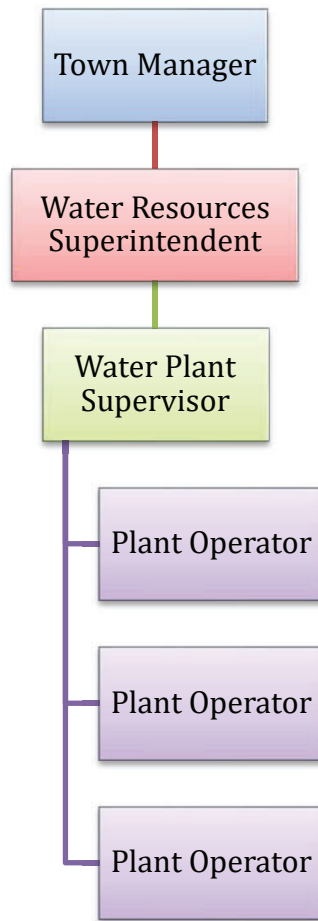 Town Manager
Water Resources
Superintendent
Water Plant
Supervisor
Plant Operator
Plant Operator
Plant Operator